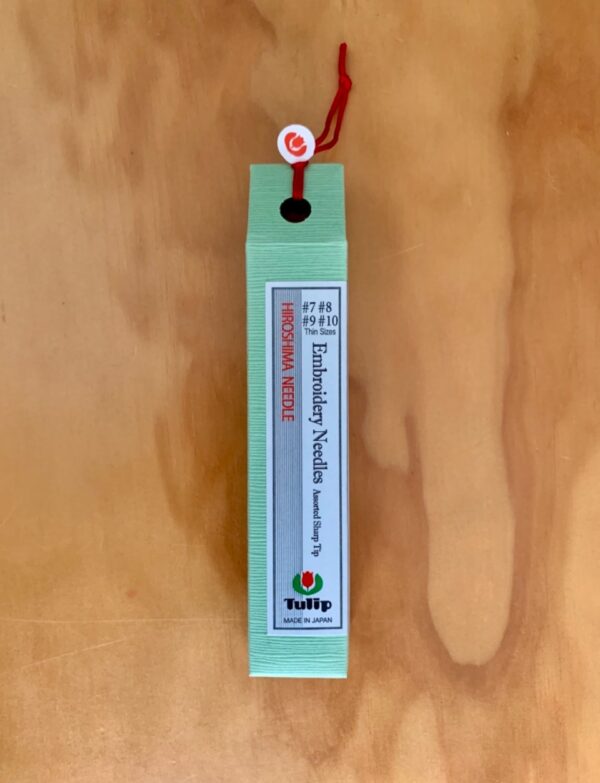 #7 #8
#9 #10
Thin Sizes
HIROSHIMA NEEDLE
Embroidery Needles Assorted Sharp Tip
Tulip
MADE IN JAPAN